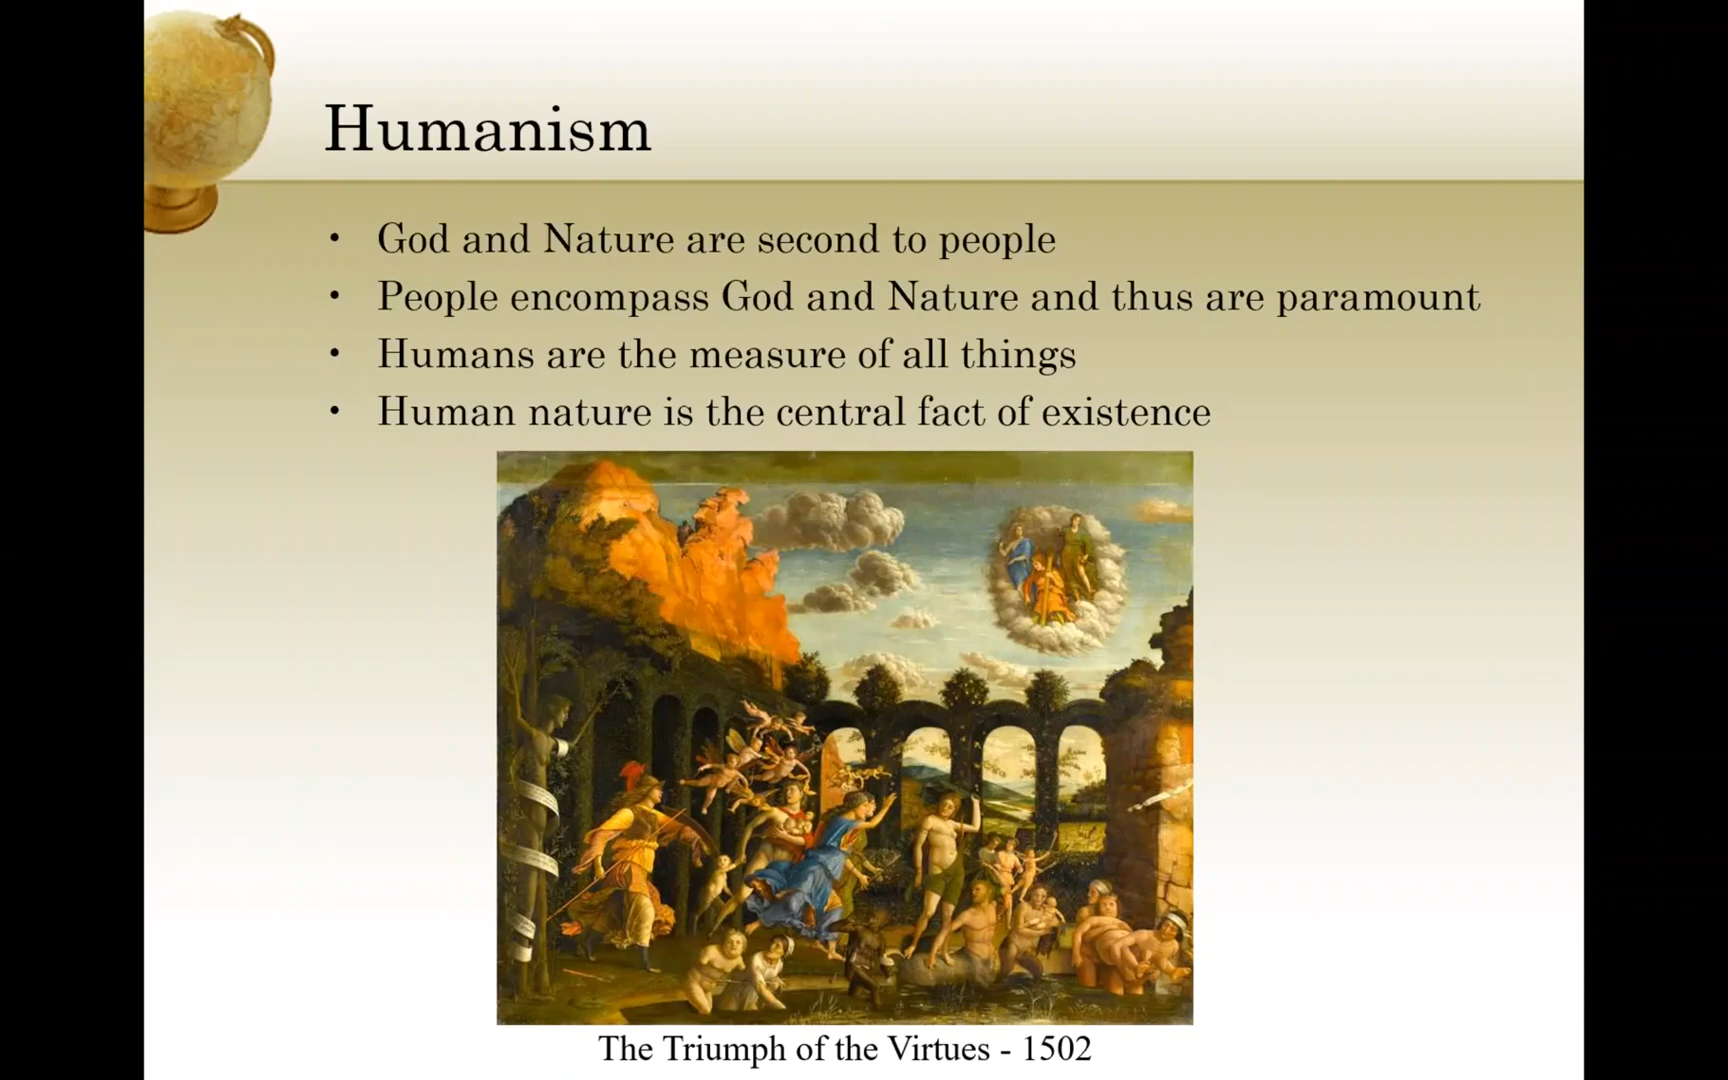 Humanism
• God and Nature are second to people
• People encompass God and Nature and thus are paramount
• Humans are the measure of all things
• Human nature is the central fact of existence
The Triumph of the Virtues - 1502